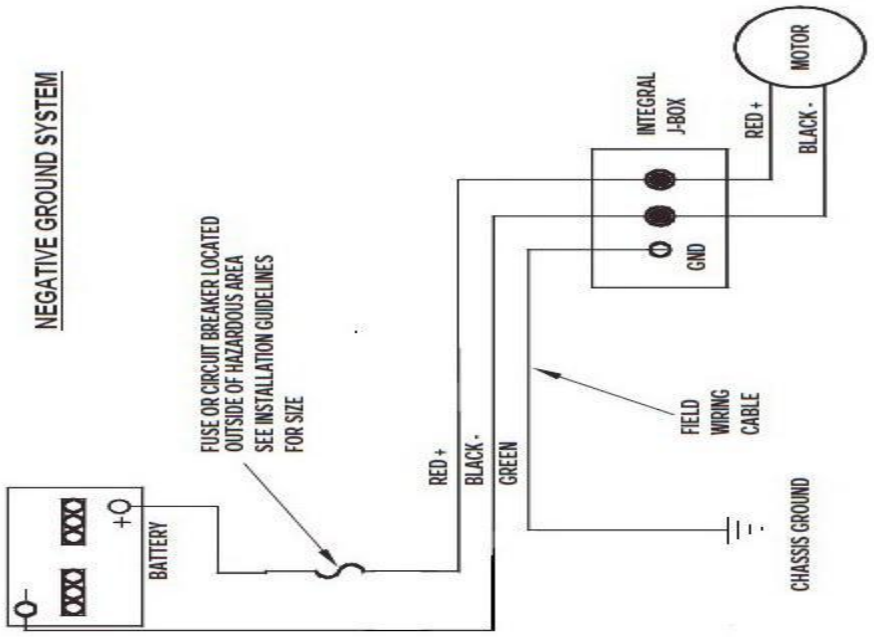 NEGATIVE GROUND SYSTEM
FUSE OR CIRCUIT BREAKER LOCATED
OUTSIDE OF HAZARDOUS AREA
SEE INSTALLATION GUIDELINES
FOR SIZE
+
BATTERY
-
RED +
BLACK -
GREEN
INTEGRAL
J-BOX
GND
RED +
BLACK -
MOTOR
FIELD
WIRING
CABLE
CHASSIS GROUND